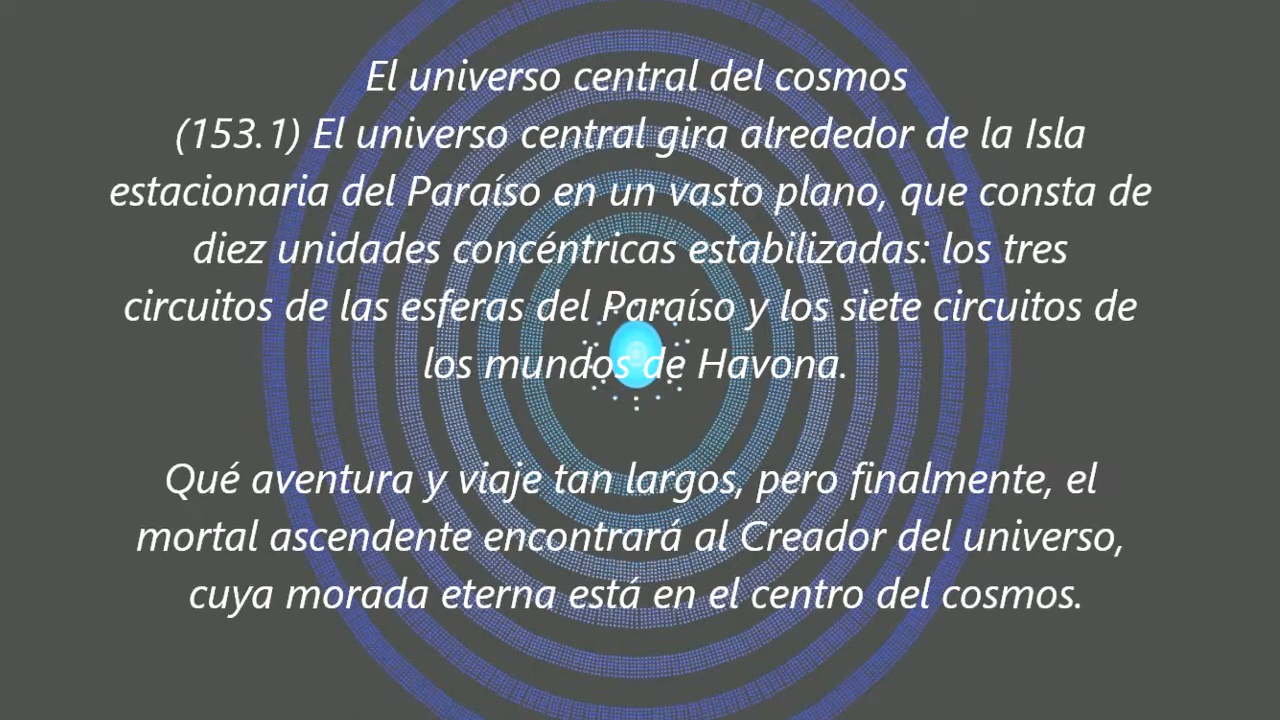 El universo central del cosmos
(153.1) El universo central gira alrededor de la Isla
estacionaria del Paraíso en un vasto plano, que consta de
diez unidades concéntricas estabilizadas: los tres
circuitos de las esferas del Paraíso y los siete circuitos de
los mundos de Havona.
Qué aventura y viaje tan largos, pero finalmente, el
mortal ascendente encontrará al Creador del universo,
cuya morada eterna está en el centro del cosmos.